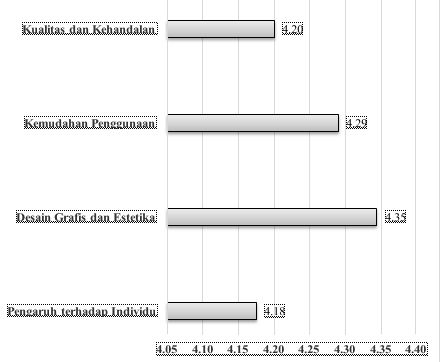 Kualitas dan Kehandalan 4.20
Kemudahan Penggunaan 4.29
Desain Grafis dan Estetika 4.35
Pengaruh terhadap Individu 4.18
4.05 4.10 4.15 4.20 4.25 4.30 4.35 4.40